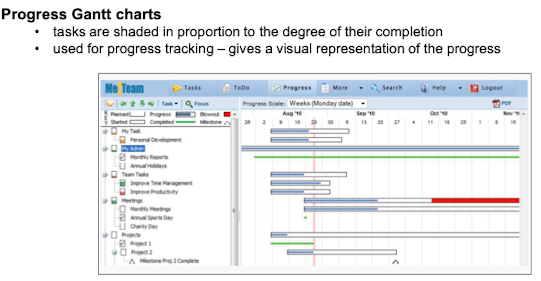 Progress Gantt charts
• tasks are shaded in proportion to the degree of their completion
• used for progress tracking – gives a visual representation of the progress
Me Team Tasks ToDo Progress More Search Help Logout
Task Focus Progress Scale: Weeks (Monday date) PDF
Planned Progress Blowout
Started Completed Milestone
Aug '10 Sep '10 Oct '10 Nov
26 2 9 16 23 30 6 13 20 27 4 11 18 25 1 8 15
My Task
Personal Development
My Admin
Monthly Reports
Annual Holidays
Team Tasks
Improve Time Management
Improve Productivity
Meetings
Monthly Meetings
Annual Sports Day
Charity Day
Projects
Project 1
Project 2
Milestone Proj 2 Complete